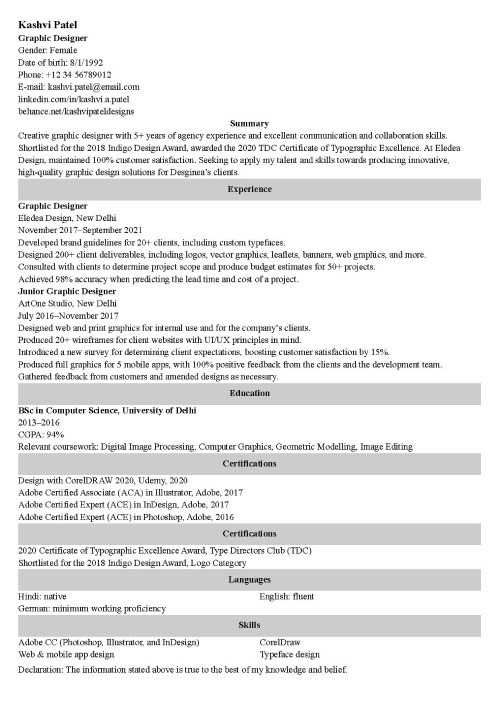 Kashvi Patel
Graphic Designer
Gender: Female
Date of birth: 8/1/1992
Phone: +12 34 56789012
E-mail: kashvi.patel@email.com
linkedin.com/in/kashvi.a.patel
behance.net/kashvipateldesigns
Summary
Creative graphic designer with 5+ years of agency experience and excellent communication and collaboration skills.
Shortlisted for the 2018 Indigo Design Award, awarded the 2020 TDC Certificate of Typographic Excellence. At Eledea
Design, maintained 100% customer satisfaction. Seeking to apply my talent and skills towards producing innovative,
high-quality graphic design solutions for Desginea's clients.
Experience
Graphic Designer
Eledea Design, New Delhi
November 2017–September 2021
Developed brand guidelines for 20+ clients, including custom typefaces.
Designed 200+ client deliverables, including logos, vector graphics, leaflets, banners, web graphics, and more.
Consulted with clients to determine project scope and produce budget estimates for 50+ projects.
Achieved 98% accuracy when predicting the lead time and cost of a project.
Junior Graphic Designer
ArtOne Studio, New Delhi
July 2016–November 2017
Designed web and print graphics for internal use and for the company's clients.
Produced 20+ wireframes for client websites with UI/UX principles in mind.
Introduced a new survey for determining client expectations, boosting customer satisfaction by 15%.
Produced full graphics for 5 mobile apps, with 100% positive feedback from the clients and the development team.
Gathered feedback from customers and amended designs as necessary.
Education
BSc in Computer Science, University of Delhi
2013–2016
CGPA: 94%
Relevant coursework: Digital Image Processing, Computer Graphics, Geometric Modelling, Image Editing
Certifications
Design with CorelDRAW 2020, Udemy, 2020
Adobe Certified Associate (ACA) in Illustrator, Adobe, 2017
Adobe Certified Expert (ACE) in InDesign, Adobe, 2017
Adobe Certified Expert (ACE) in Photoshop, Adobe, 2016
Certifications
2020 Certificate of Typographic Excellence Award, Type Directors Club (TDC)
Shortlisted for the 2018 Indigo Design Award, Logo Category
Languages
Hindi: native English: fluent
German: minimum working proficiency
Skills
Adobe CC (Photoshop, Illustrator, and InDesign) CorelDraw
Web & mobile app design Typeface design
Declaration: The information stated above is true to the best of my knowledge and belief.